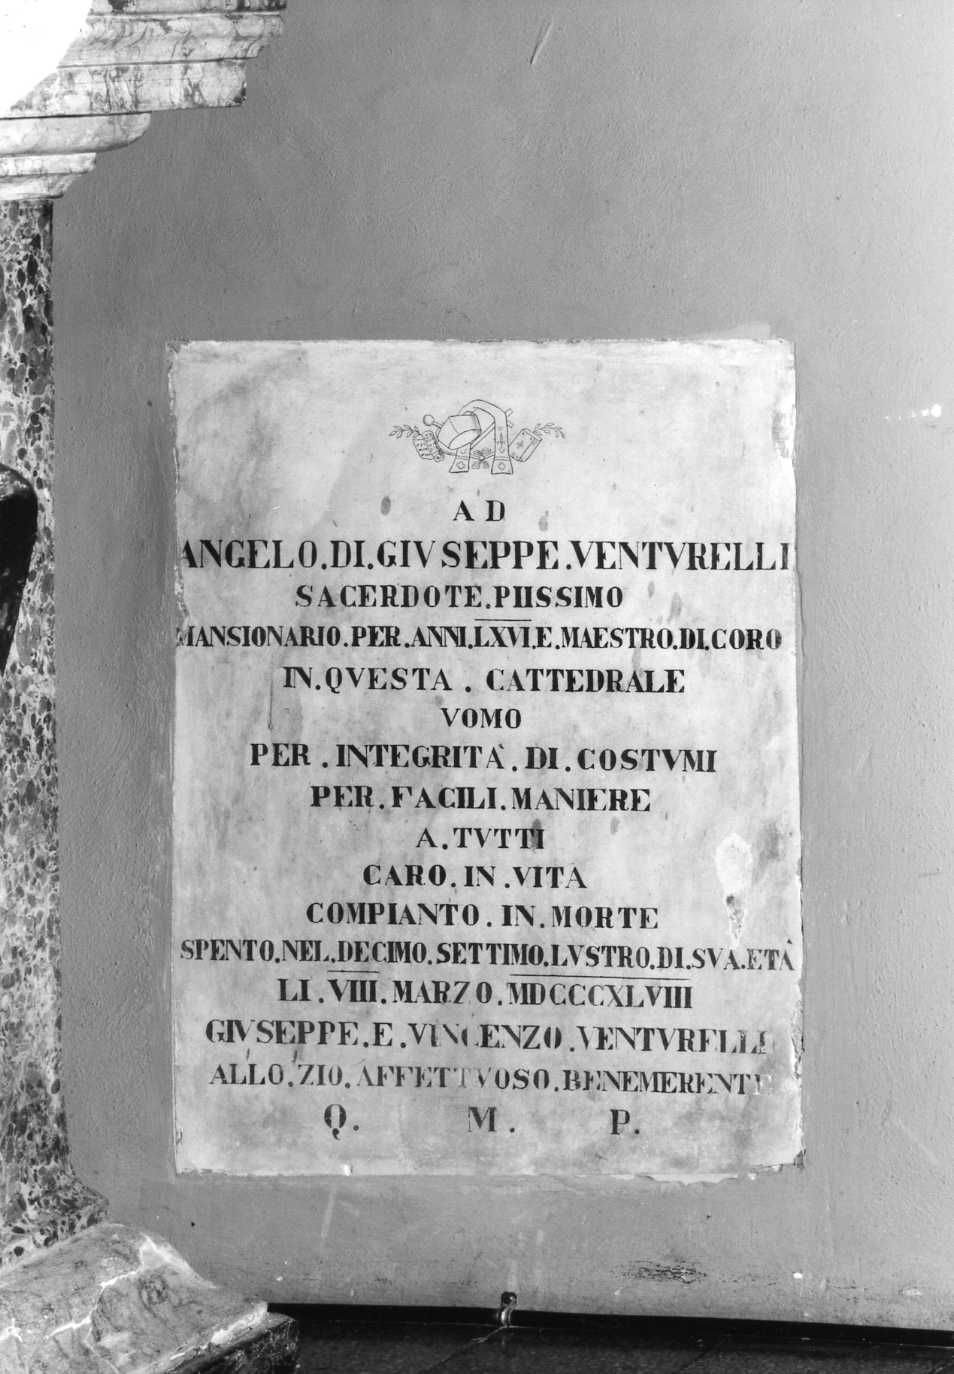 AD
ANGELO.DI.GIVSEPPE.VENTVRELLI
SACERDOTE.PIISSIMO
MANSIONARIO.PER.ANNI.LXVI.E.MAESTRO.DI.CORO
IN.QVESTA.CATTEDRALE
VOMO
PER.INTEGRITÀ.DI.COSTVMI
PER.FACILI.MANIERE
A.TVTTI
CARO.IN.VITA
COMPIANTO.IN.MORTE
SPENTO.NEL.DECIMO.SETTIMO.LVSTRO.DI.SVA.ETÀ
LI.VIII.MARZO.MDCCCXLVIII
GIVSEPPE.E.VINCENZO.VENTVRELLI
ALLO.ZIO.AFFETTVOSO.BENEMERENTE
Q. M. P.